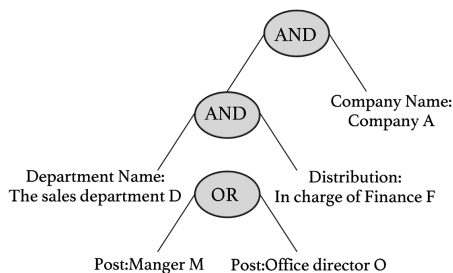 AND
Company Name:
Company A
AND
Department Name:
The sales department D
Distribution:
In charge of Finance F
OR
Post:Manger M
Post:Office director O